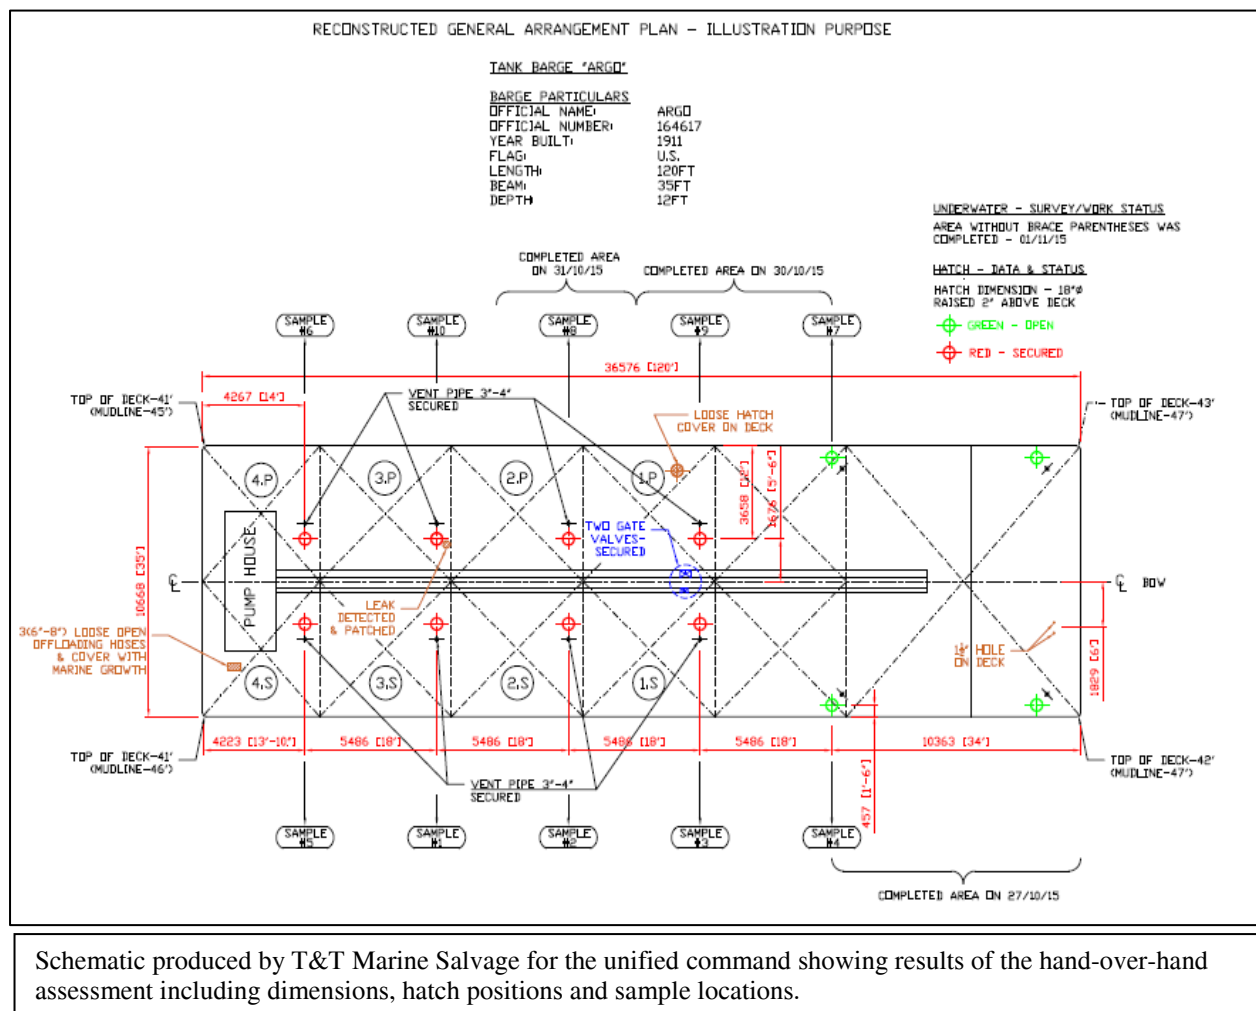 RECONSTRUCTED GENERAL ARRANGEMENT PLAN - ILLUSTRATION PURPOSE
TANK BARGE "ARGO"
BARGE PARTICULARS
OFFICIAL NAME: ARGO
OFFICIAL NUMBER: 164617
YEAR BUILT: 1911
FLAG: U.S.
LENGTH: 120FT
BEAM: 35FT
DEPTH: 12FT
UNDERWATER - SURVEY/WORK STATUS
AREA WITHOUT BRACE PARENTHESES WAS
COMPLETED - 01/11/15
HATCH - DATA & STATUS
HATCH DIMENSION - 18"Ø
RAISED 2" ABOVE DECK
GREEN - OPEN
RED - SECURED
COMPLETED AREA
ON 31/10/15
COMPLETED AREA ON 30/10/15
SAMPLE
#6
SAMPLE
#10
SAMPLE
#8
SAMPLE
#9
SAMPLE
#7
36576 [120']
4267 [14']
VENT PIPE 3"-4"
SECURED
TOP OF DECK-41'
(MUDLINE-45')
TOP OF DECK-43'
(MUDLINE-47')
LOOSE HATCH
COVER ON DECK
4.P
3.P
2.P
1.P
3658 [12']
1676 [5'-6"]
TWO GATE
VALVES-
SECURED
10668 [35']
PUMP HOUSE
℄
℄ BOW
LEAK
DETECTED
& PATCHED
3(6"-8") LOOSE OPEN
OFFLOADING HOSES
& COVER WITH
MARINE GROWTH
HOLE
ON DECK
1829 [6']
4.S
3.S
2.S
1.S
4223 [13'-10"]
5486 [18']
5486 [18']
5486 [18']
5486 [18']
10363 [34']
457 [1'-6"]
TOP OF DECK-41'
(MUDLINE-46')
TOP OF DECK-42'
(MUDLINE-47')
VENT PIPE 3"-4"
SECURED
SAMPLE
#5
SAMPLE
#1
SAMPLE
#2
SAMPLE
#3
SAMPLE
#4
COMPLETED AREA ON 27/10/15
Schematic produced by T&T Marine Salvage for the unified command showing results of the hand-over-hand
assessment including dimensions, hatch positions and sample locations.